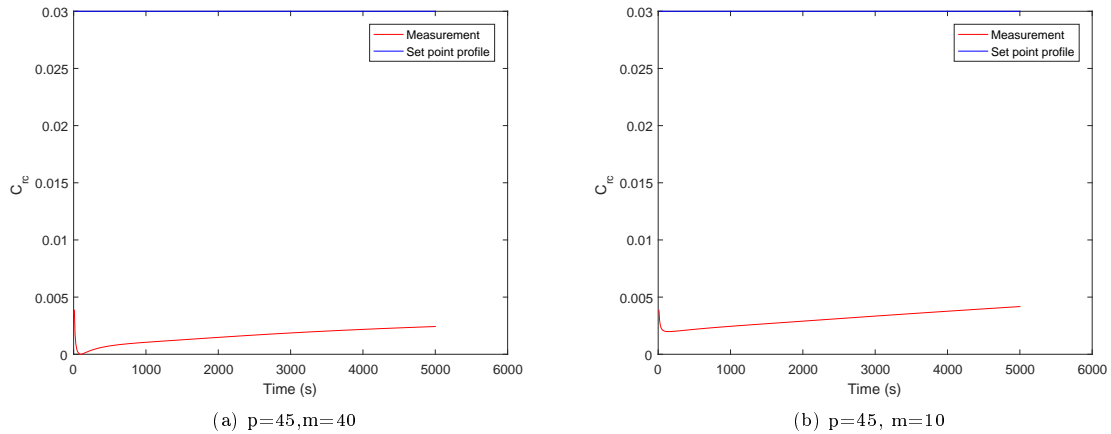 0.03
0.025
0.02
0.015
0.01
0.005
0
C_rc
Measurement
Set point profile
0 1000 2000 3000 4000 5000 6000
Time (s)
(a) p=45,m=40
0.03
0.025
0.02
0.015
0.01
0.005
0
C_rc
Measurement
Set point profile
0 1000 2000 3000 4000 5000 6000
Time (s)
(b) p=45, m=10